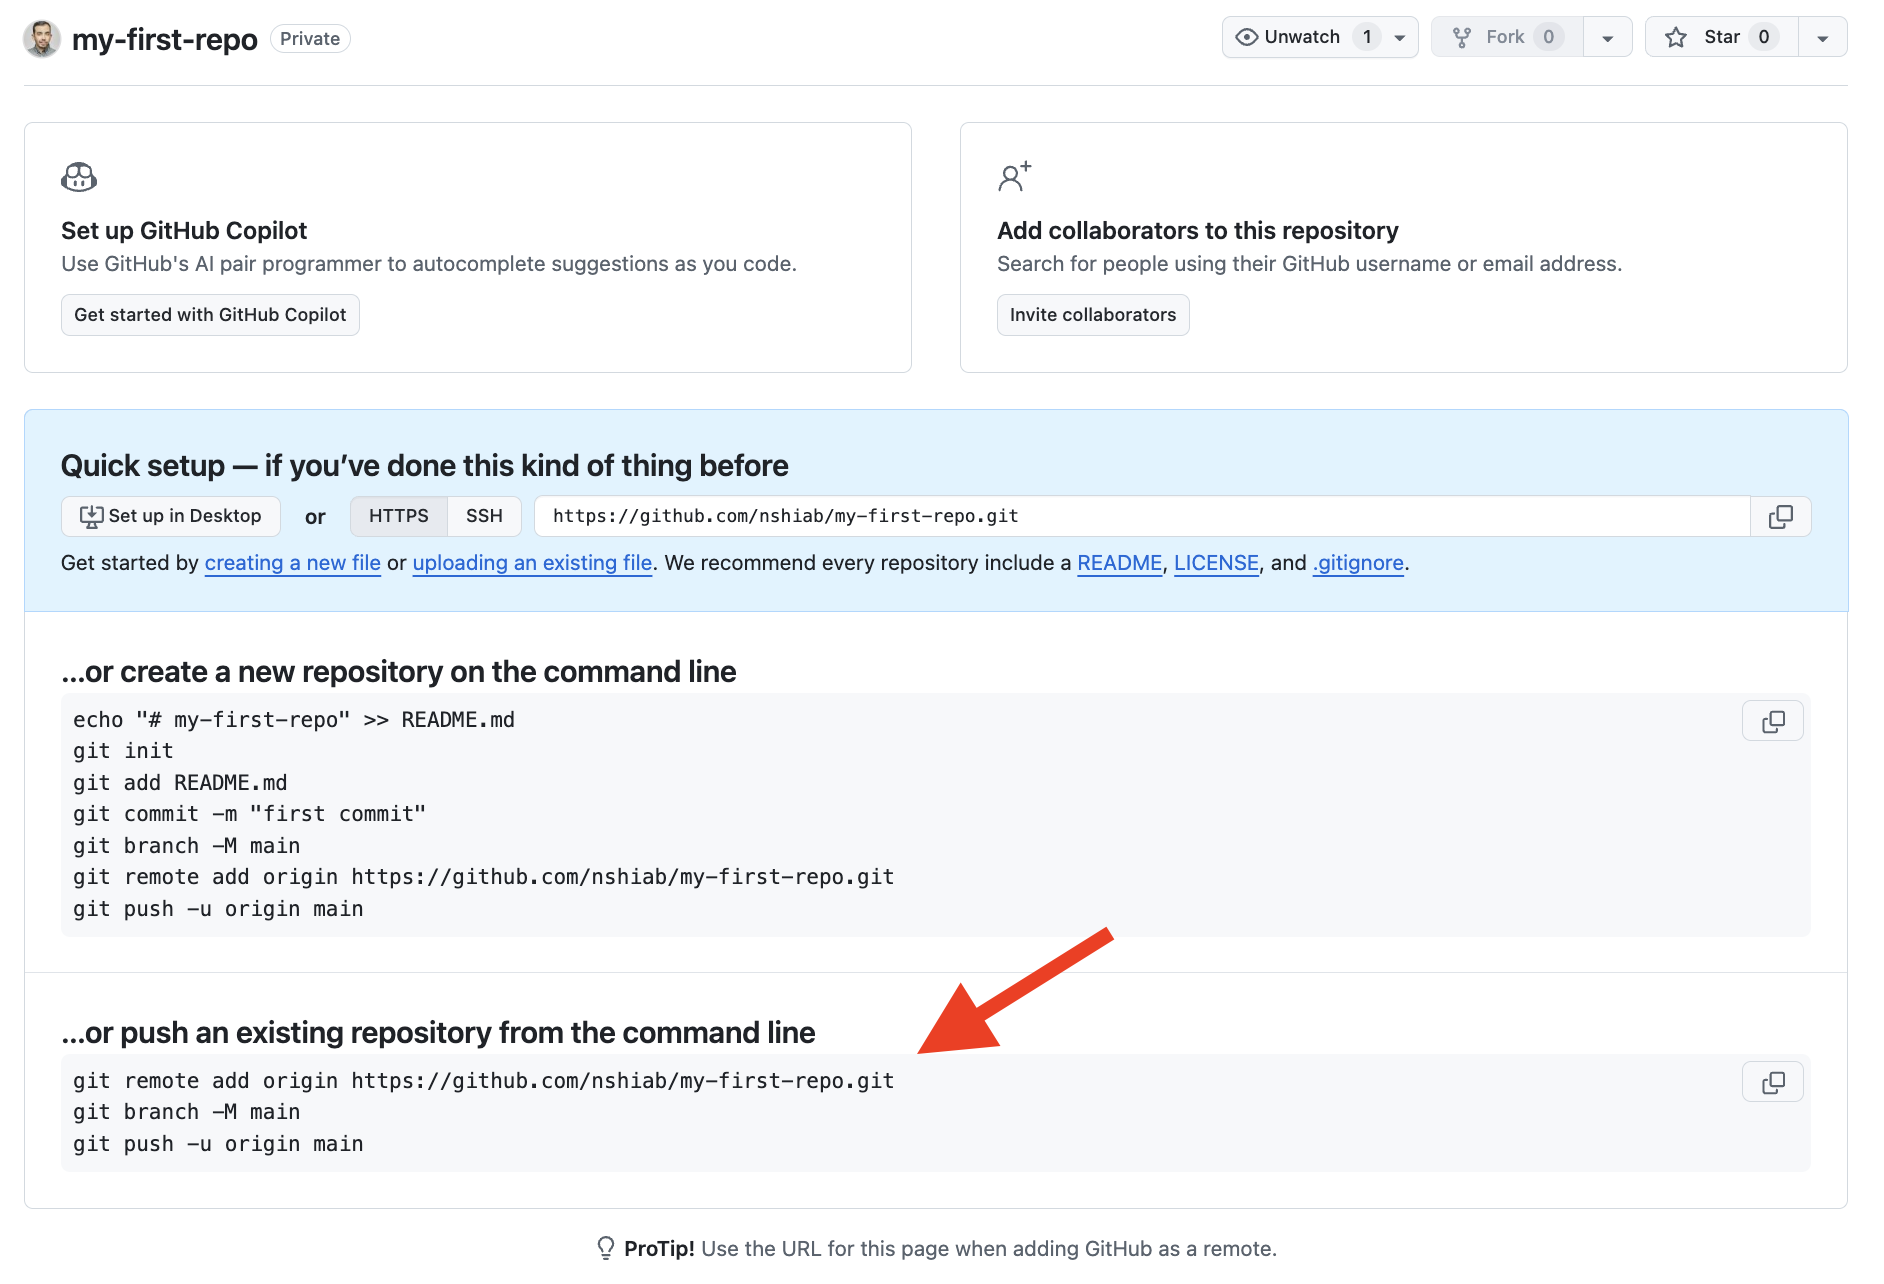 my-first-repo Private Unwatch 1 Fork 0 Star 0
Set up GitHub Copilot
Use GitHub's AI pair programmer to autocomplete suggestions as you code.
Get started with GitHub Copilot
Add collaborators to this repository
Search for people using their GitHub username or email address.
Invite collaborators
Quick setup — if you’ve done this kind of thing before
Set up in Desktop or HTTPS SSH https://github.com/nshiab/my-first-repo.git
Get started by creating a new file or uploading an existing file. We recommend every repository include a README, LICENSE, and .gitignore.
...or create a new repository on the command line
echo "# my-first-repo" >> README.md
git init
git add README.md
git commit -m "first commit"
git branch -M main
git remote add origin https://github.com/nshiab/my-first-repo.git
git push -u origin main
...or push an existing repository from the command line
git remote add origin https://github.com/nshiab/my-first-repo.git
git branch -M main
git push -u origin main
ProTip! Use the URL for this page when adding GitHub as a remote.